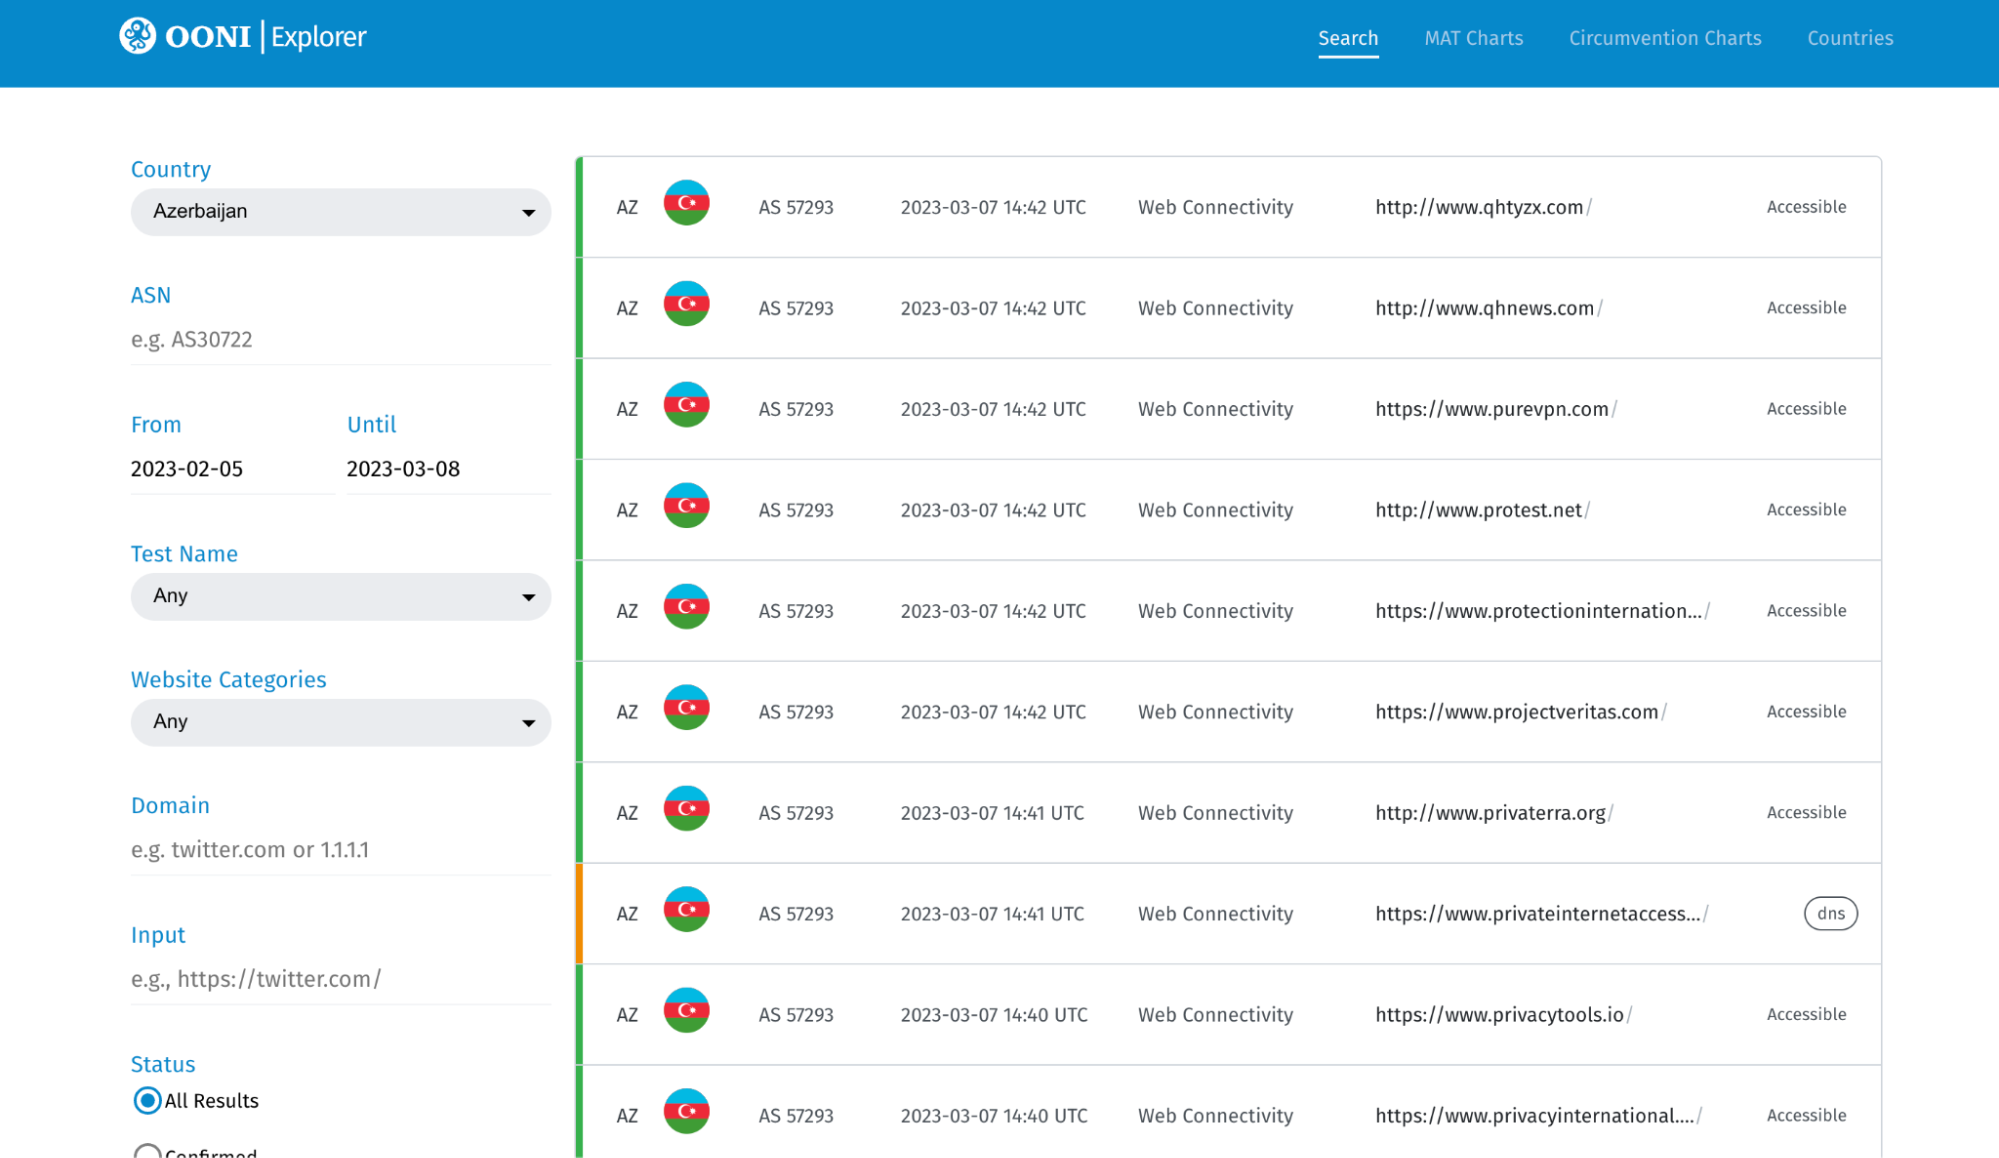 OONI | Explorer
Search MAT Charts Circumvention Charts Countries
Country
Azerbaijan
ASN
e.g. AS30722
From Until
2023-02-05 2023-03-08
Test Name
Any
Website Categories
Any
Domain
e.g. twitter.com or 1.1.1.1
Input
e.g., https://twitter.com/
Status
All Results
Confirmed
AZ AS 57293 2023-03-07 14:42 UTC Web Connectivity http://www.qhtyzx.com/ Accessible
AZ AS 57293 2023-03-07 14:42 UTC Web Connectivity http://www.qhnews.com/ Accessible
AZ AS 57293 2023-03-07 14:42 UTC Web Connectivity https://www.purevpn.com/ Accessible
AZ AS 57293 2023-03-07 14:42 UTC Web Connectivity http://www.protest.net/ Accessible
AZ AS 57293 2023-03-07 14:42 UTC Web Connectivity https://www.protectioninternation.../ Accessible
AZ AS 57293 2023-03-07 14:42 UTC Web Connectivity https://www.projectveritas.com/ Accessible
AZ AS 57293 2023-03-07 14:41 UTC Web Connectivity http://www.privaterra.org/ Accessible
AZ AS 57293 2023-03-07 14:41 UTC Web Connectivity https://www.privateinternetaccess.../ dns
AZ AS 57293 2023-03-07 14:40 UTC Web Connectivity https://www.privacytools.io/ Accessible
AZ AS 57293 2023-03-07 14:40 UTC Web Connectivity https://www.privacyinternational..../ Accessible